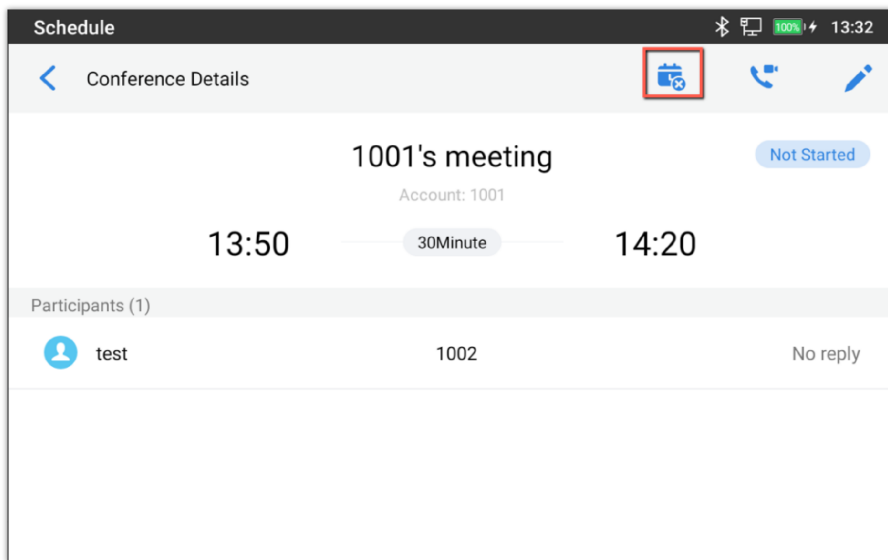 Schedule 100% 13:32
Conference Details
1001's meeting Not Started
Account: 1001
13:50 30Minute 14:20
Participants (1)
test 1002 No reply